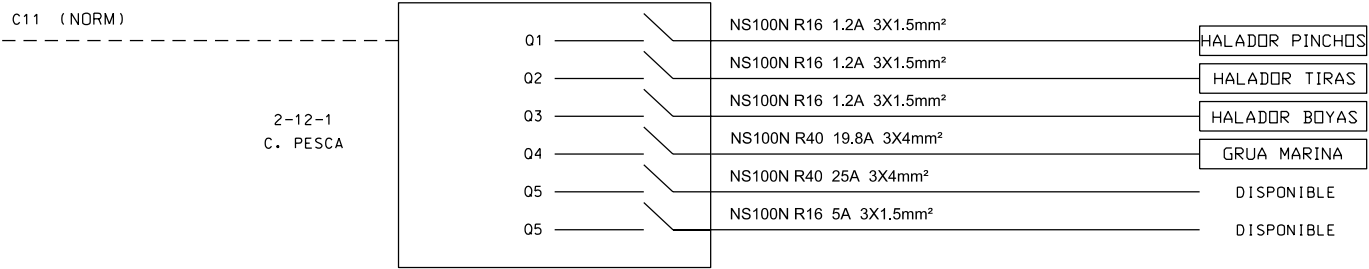 C11 (NORM)
2-12-1
C. PESCA
Q1 NS100N R16 1.2A 3X1.5mm² HALADOR PINCHOS
Q2 NS100N R16 1.2A 3X1.5mm² HALADOR TIRAS
Q3 NS100N R16 1.2A 3X1.5mm² HALADOR BOYAS
Q4 NS100N R40 19.8A 3X4mm² GRUA MARINA
Q5 NS100N R40 25A 3X4mm² DISPONIBLE
Q5 NS100N R16 5A 3X1.5mm² DISPONIBLE